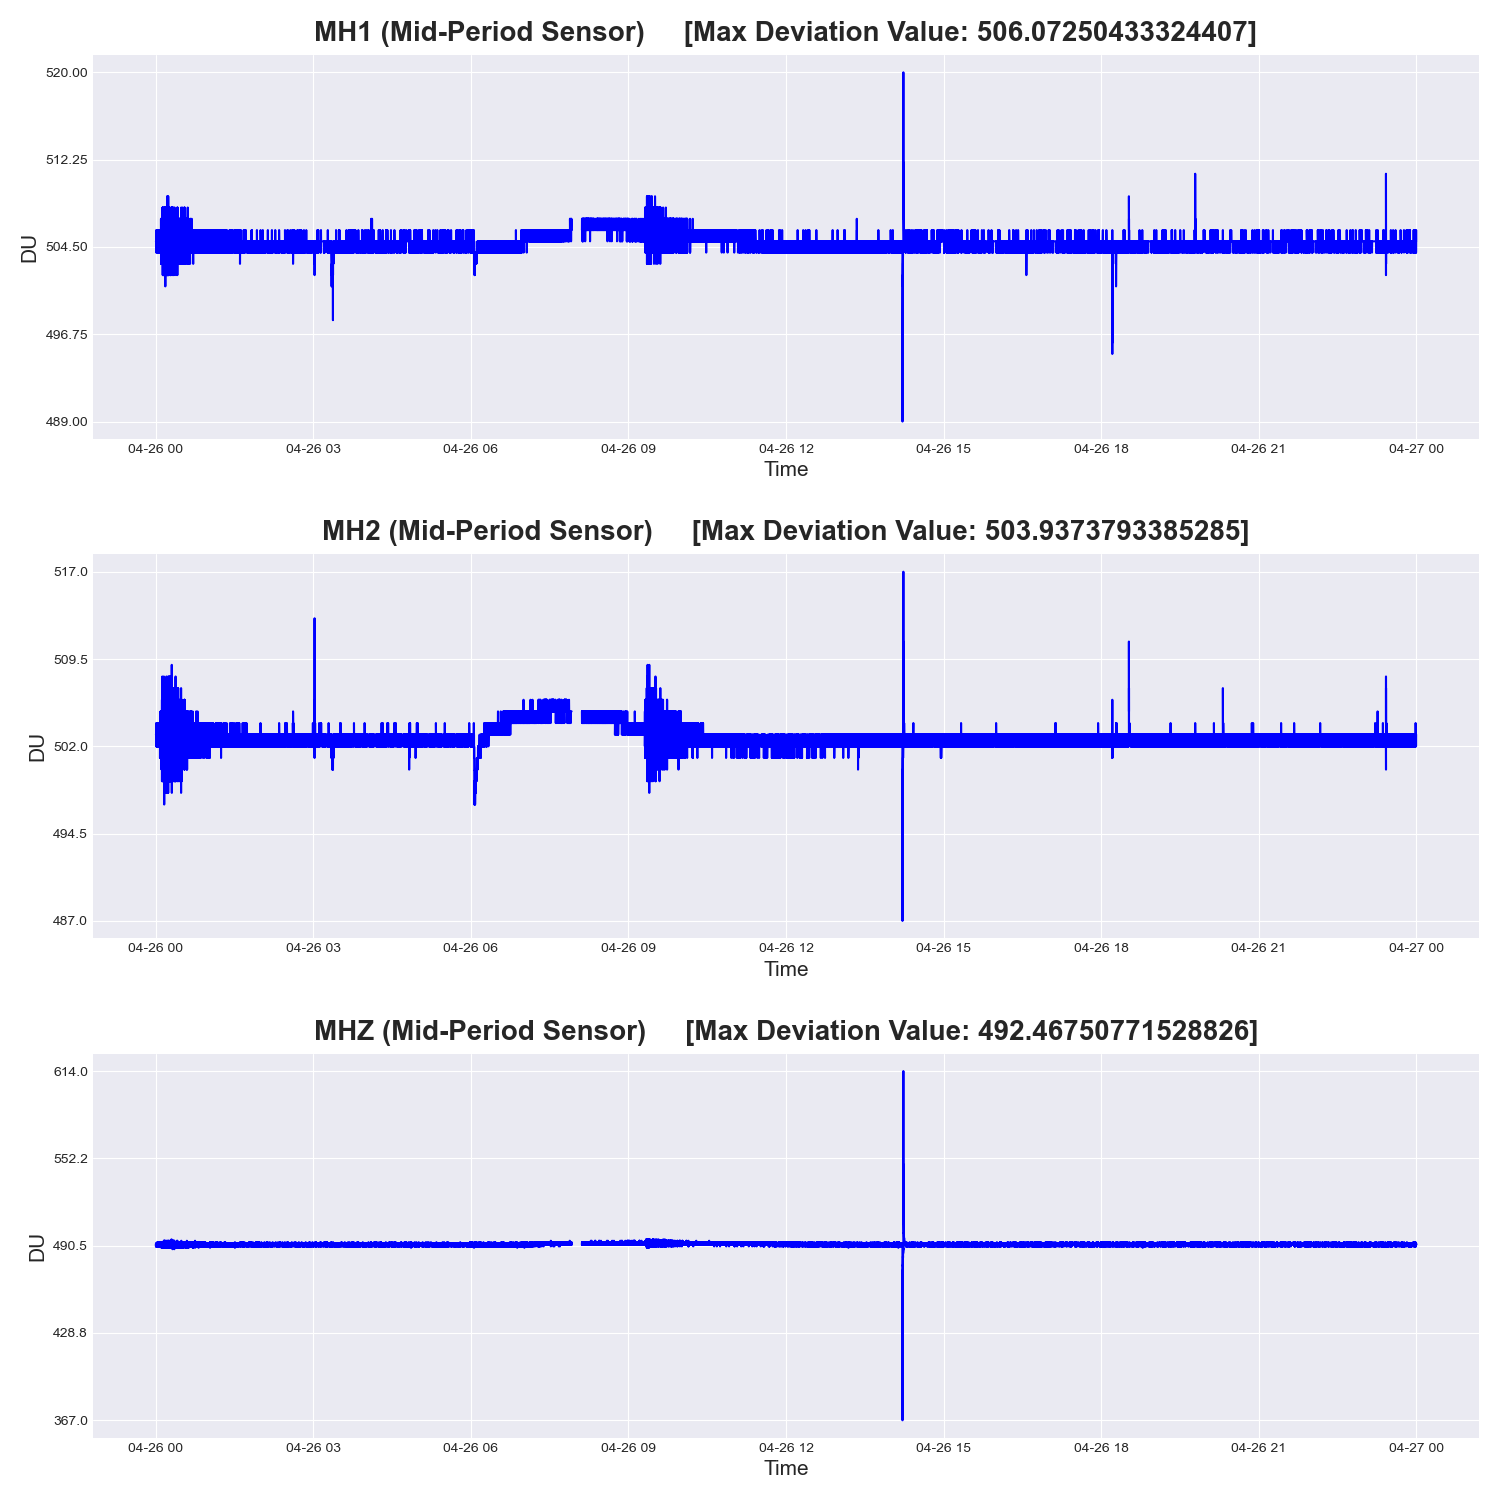 MH1 (Mid-Period Sensor) [Max Deviation Value: 506.07250433324407]
520.00
512.25
504.50
496.75
489.00
DU
04-26 00 04-26 03 04-26 06 04-26 09 04-26 12 04-26 15 04-26 18 04-26 21 04-27 00
Time
MH2 (Mid-Period Sensor) [Max Deviation Value: 503.9373793385285]
517.0
509.5
502.0
494.5
487.0
DU
04-26 00 04-26 03 04-26 06 04-26 09 04-26 12 04-26 15 04-26 18 04-26 21 04-27 00
Time
MHZ (Mid-Period Sensor) [Max Deviation Value: 492.46750771528826]
614.0
552.2
490.5
428.8
367.0
DU
04-26 00 04-26 03 04-26 06 04-26 09 04-26 12 04-26 15 04-26 18 04-26 21 04-27 00
Time